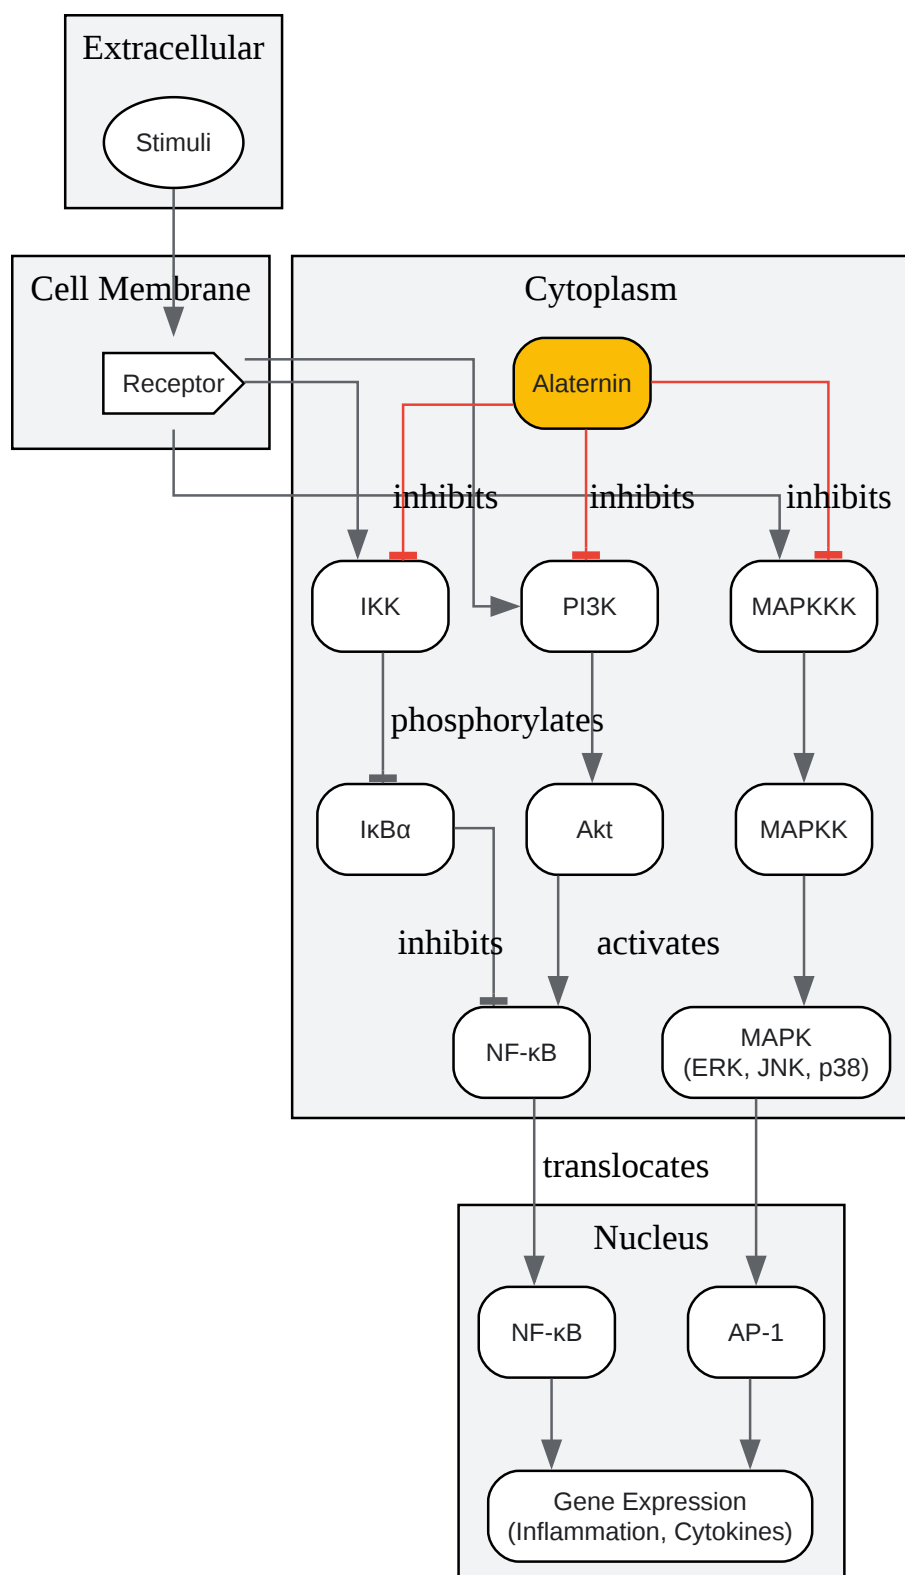 Extracellular
Stimuli
Cell Membrane
Cytoplasm
Receptor
Alaternin
inhibits
inhibits
inhibits
IKK
PI3K
MAPKKK
phosphorylates
IκBα
Akt
MAPKK
inhibits
activates
NF-κB
MAPK
(ERK, JNK, p38)
translocates
Nucleus
NF-κB
AP-1
Gene Expression
(Inflammation, Cytokines)